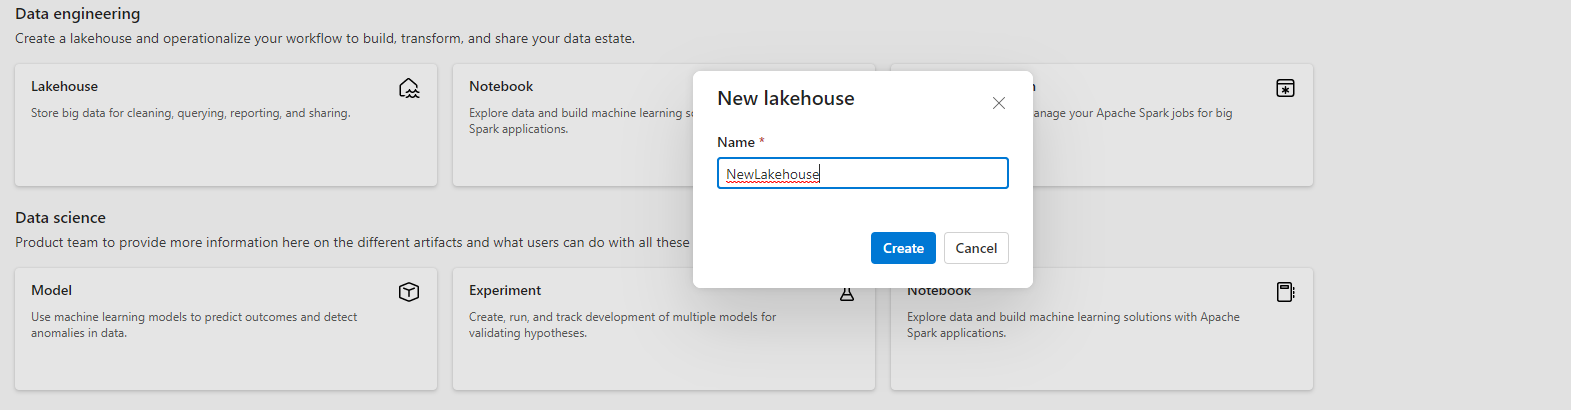 Data engineering
Create a lakehouse and operationalize your workflow to build, transform, and share your data estate.
Lakehouse
Store big data for cleaning, querying, reporting, and sharing.
Notebook
Explore data and build machine learning
Spark applications.
anage your Apache Spark jobs for big
New lakehouse
Name *
NewLakehouse
Create
Cancel
Data science
Product team to provide more information here on the different artifacts and what users can do with all these
Model
Use machine learning models to predict outcomes and detect
anomalies in data.
Experiment
Create, run, and track development of multiple models for
validating hypotheses.
Notebook
Explore data and build machine learning solutions with Apache
Spark applications.